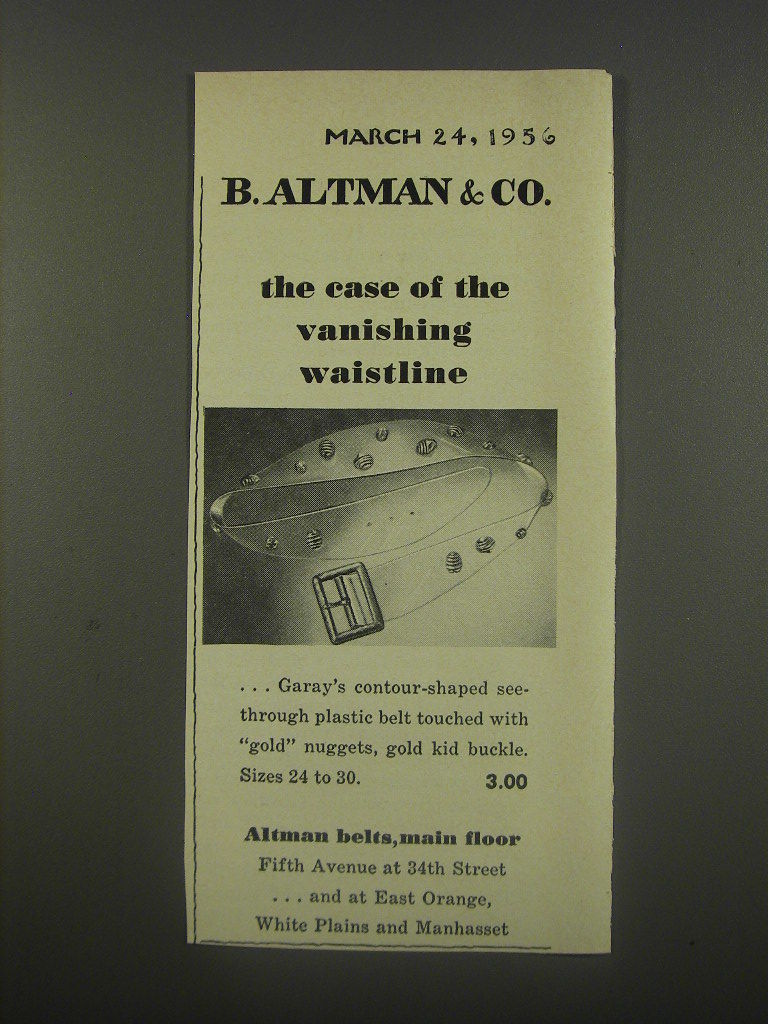 MARCH 24, 1956
B. ALTMAN & CO.
the case of the
vanishing
waistline
. . . Garay's contour-shaped see-
through plastic belt touched with
"gold" nuggets, gold kid buckle.
Sizes 24 to 30. 3.00
Altman belts, main floor
Fifth Avenue at 34th Street
. . . and at East Orange,
White Plains and Manhasset